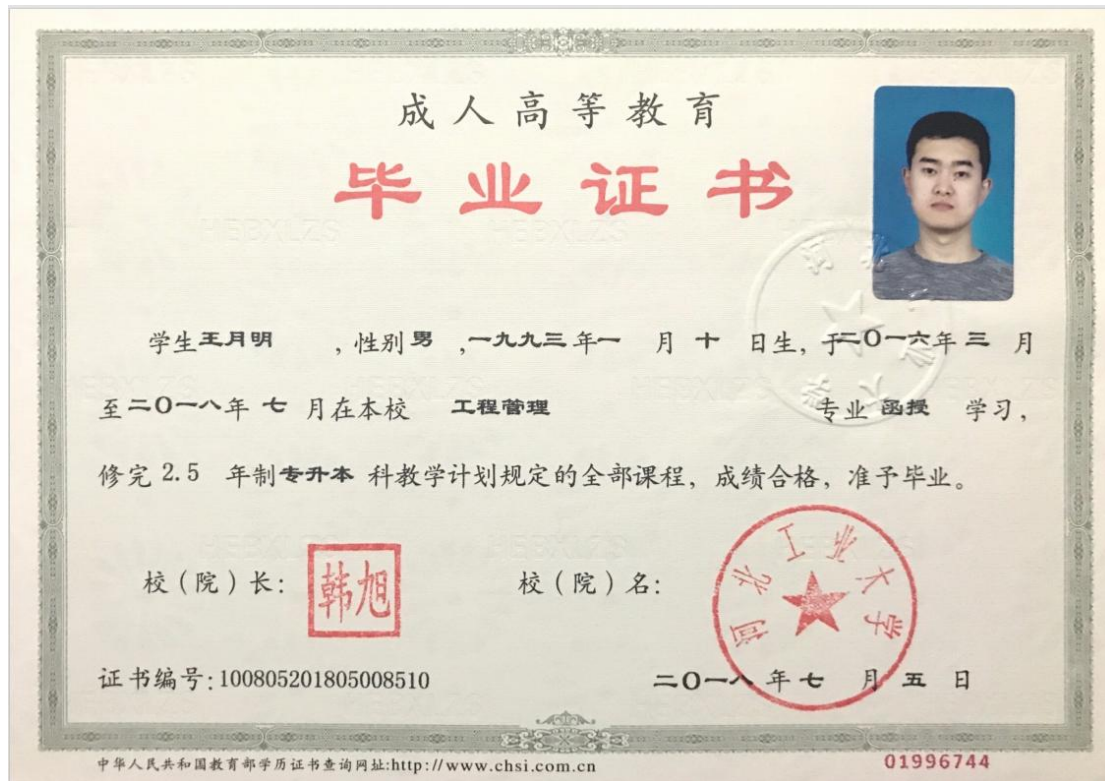 成人高等教育
毕业证书
学生王月明 ，性别男 ，一九九三年一 月十 日生，于二〇一六年三 月
至二〇一八年 七 月在本校 工程管理 专业 函授 学习，
修完 2.5 年制专升本 科教学计划规定的全部课程，成绩合格，准予毕业。
校（院）长：
韩旭
校（院）名：
河北工业大学
证书编号：100805201805008510
二〇一八年七 月 五 日
中华人民共和国教育部学历证书查询网址:http://www.chsi.com.cn
01996744